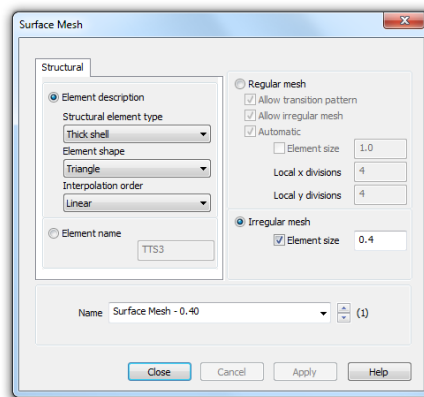 Surface Mesh
Structural
Element description
Structural element type
Thick shell
Element shape
Triangle
Interpolation order
Linear
Element name
TTS3
Regular mesh
Allow transition pattern
Allow irregular mesh
Automatic
Element size 1.0
Local x divisions 4
Local y divisions 4
Irregular mesh
Element size 0.4
Name Surface Mesh - 0.40 (1)
Close Cancel Apply Help